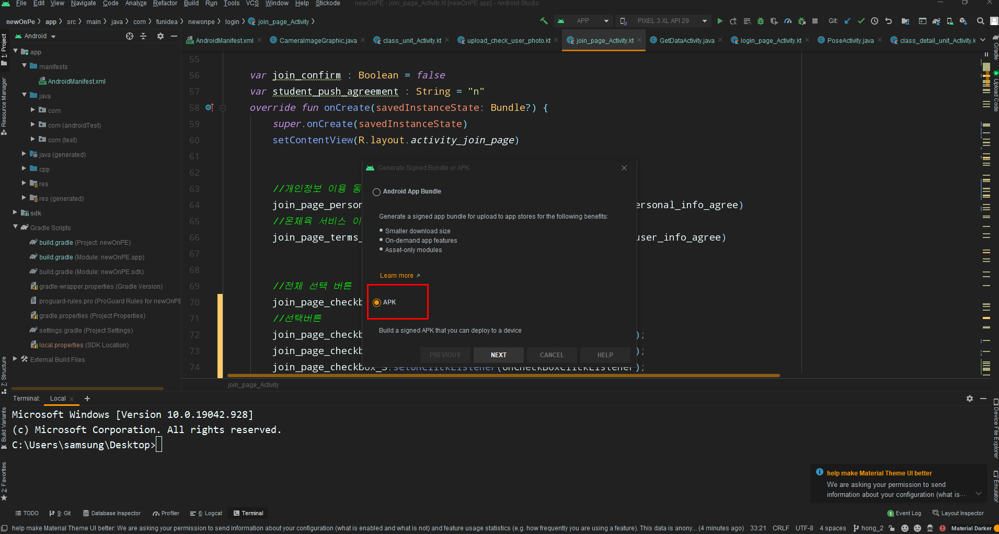 File Edit View Navigate Code Analyze Refactor Build Run Tools VCS Window Help Stickode newOnPE - join_page_Activity.kt [newOnPE.app] - Android Studio
newOnPe app src main java com funidea newonpe login join_page_Activity APP PIXEL 3 XL API 29 Git:
Android
AndroidManifest.xml CameraImageGraphic.java class_unit_Activity.kt upload_check_user_photo.kt join_page_Activity.kt GetDataActivity.java login_page_Activity.kt PoseActivity.java class_detail_unit_Activity.k
1: Project
Resource Manager
7: Structure
Build Variants
2: Favorites
app
manifests
AndroidManifest.xml
java
com
com (androidTest)
com (test)
java (generated)
cpp
res
res (generated)
sdk
Gradle Scripts
build.gradle (Project: newOnPE)
build.gradle (Module: newOnPE.app)
build.gradle (Module: newOnPE.sdk)
gradle-wrapper.properties (Gradle Version)
proguard-rules.pro (ProGuard Rules for newOnPE
gradle.properties (Project Properties)
settings.gradle (Project Settings)
local.properties (SDK Location)
External Build Files
55
56 var join_confirm : Boolean = false
57 var student_push_agreement : String = "n"
58 override fun onCreate(savedInstanceState: Bundle?) {
59 super.onCreate(savedInstanceState)
60 setContentView(R.layout.activity_join_page)
61
62
63 //개인정보 이용 동
64 join_page_person ersonal_info_agree)
65 //온체육 서비스 이
66 join_page_terms_ user_info_agree)
67
68
69 //전체 선택 버튼
70 join_page_checkb
71 //선택버튼
72 join_page_checkb );
73 join_page_checkb );
74 join_page_checkbox_3.setOnClickListener(onCheckBoxClickListener);
join_page_Activity
Generate Signed Bundle or APK
Android App Bundle
Generate a signed app bundle for upload to app stores for the following benefits:
Smaller download size
On-demand app features
Asset-only modules
Learn more
APK
Build a signed APK that you can deploy to a device
PREVIOUS NEXT CANCEL HELP
Gradle
Upload Code
Device File Explorer
Emulator
Terminal: Local
Microsoft Windows [Version 10.0.19042.928]
(c) Microsoft Corporation. All rights reserved.
C:\Users\samsung\Desktop>
help make Material Theme UI better
We are asking your permission to send
information about your configuration (what is...
TODO 9: Git Database Inspector Profiler 6: Logcat Terminal 1 Event Log Layout Inspector
help make Material Theme UI better: We are asking your permission to send information about your configuration (what is enabled and what is not) and feature usage statistics (e.g. how frequently you are using a feature). This data is anony... (4 minutes ago) 33:21 CRLF UTF-8 4 spaces hong_2 Material Darker